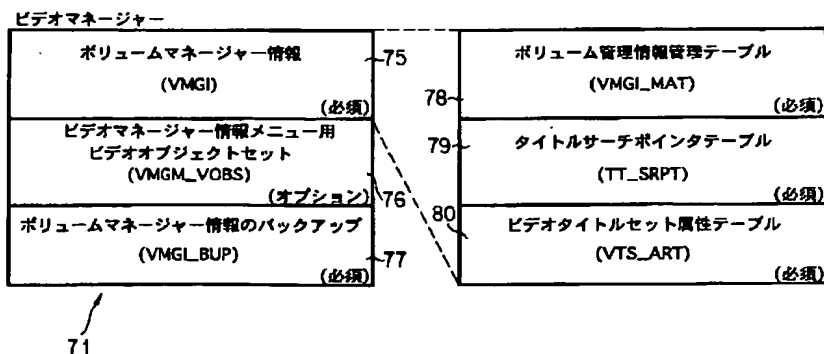 ビデオマネージャー
ボリュームマネージャー情報
(VMGI)
(必須)
75
ビデオマネージャー情報メニュー用
ビデオオブジェクトセット
(VMGM_VOBS)
(オプション)
76
ボリュームマネージャー情報のバックアップ
(VMGI_BUP)
(必須)
77
71
ボリューム管理情報管理テーブル
(VMGI_MAT)
78
(必須)
79
タイトルサーチポインタテーブル
(TT_SRPT)
(必須)
80
ビデオタイトルセット属性テーブル
(VTS_ART)
(必須)